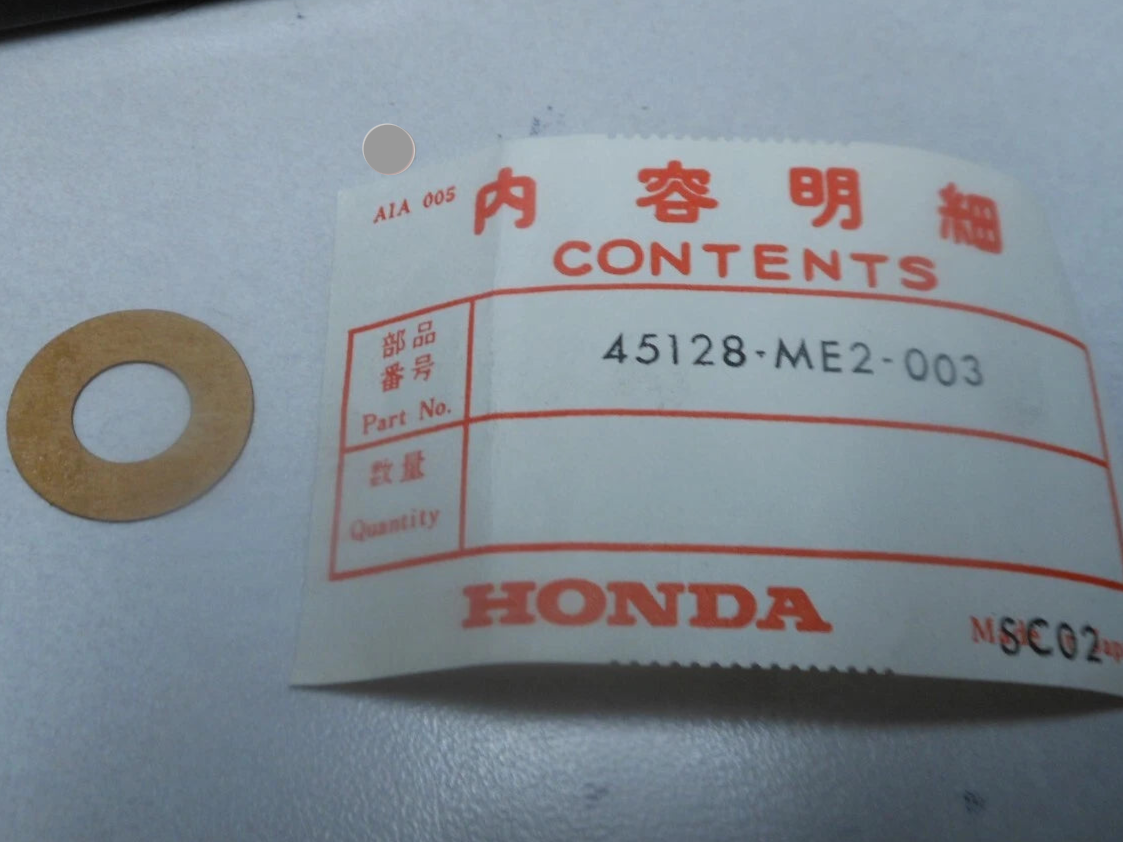 AIA 005
内容明細
CONTENTS
部品
番号
Part No.
45128-ME2-003
数量
Quantity
HONDA
SC02